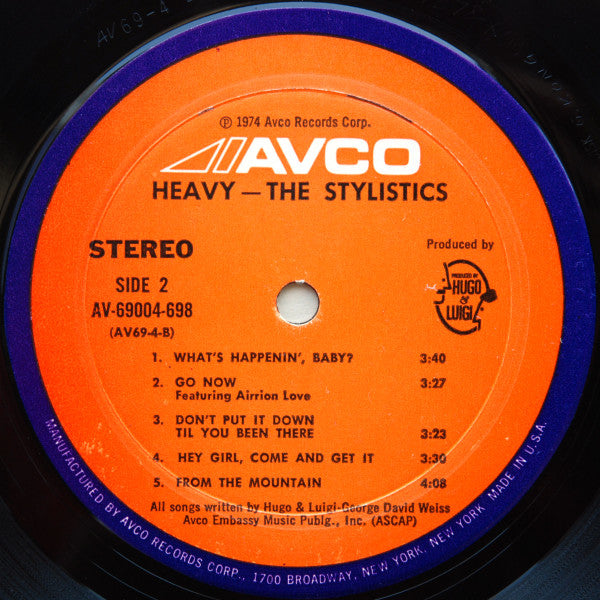 AV 69-4
Ⓟ 1974 Avco Records Corp.
AVCO
HEAVY — THE STYLISTICS
STEREO
Produced by
SIDE 2
PRODUCED BY
HUGO
&
LUIGI
AV-69004-698
(AV69-4-B)
1. WHAT'S HAPPENIN', BABY? 3:40
2. GO NOW 3:27
Featuring Airrion Love
3. DON'T PUT IT DOWN
TIL YOU BEEN THERE 3:23
4. HEY GIRL, COME AND GET IT 3:30
5. FROM THE MOUNTAIN 4:08
All songs written by Hugo & Luigi-George David Weiss
Avco Embassy Music Publg., Inc. (ASCAP)
MANUFACTURED BY AVCO RECORDS CORP., 1700 BROADWAY, NEW YORK, NEW YORK MADE IN U.S.A.